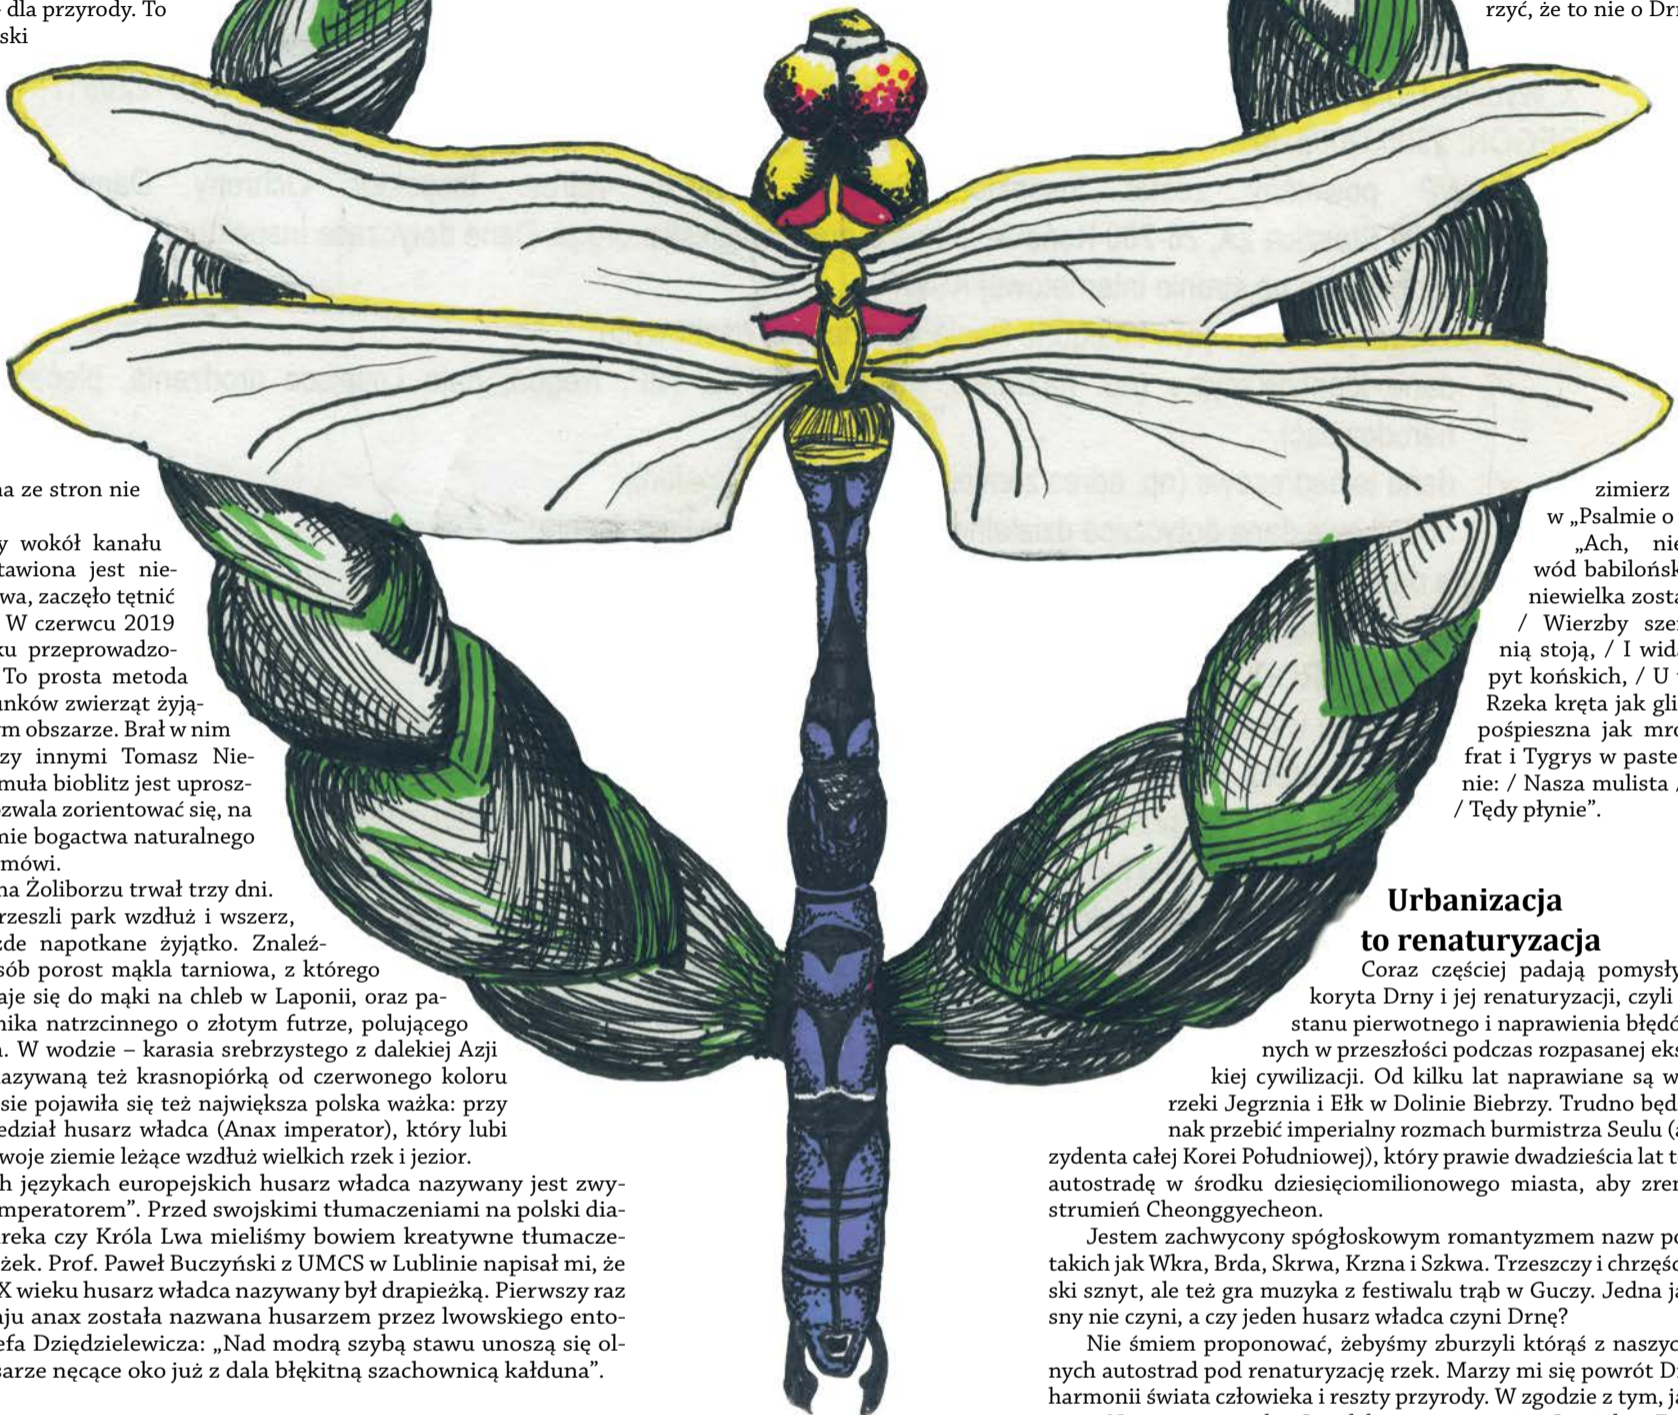 dla przyrody. To
ski
na ze stron nie
y wokół kanału
tawiona jest nie-
wa, zaczęło tętnić
W czerwcu 2019
ku przeprowadzo-
To prosta metoda
unków zwierząt żyją-
ym obszarze. Brał w nim
zy innymi Tomasz Nie-
muła bioblitz jest uprosz-
ozwala zorientować się, na
mie bogactwa naturalnego
mówi.
na Żoliborzu trwał trzy dni.
rzeszli park wzdłuż i wszerz,
żde napotkane żyjątko. Znaleź-
sób porost mąkla tarniowa, z którego
aje się do mąki na chleb w Laponii, oraz pa-
nika natrzcinnego o złotym futrze, polującego
. W wodzie – karasia srebrzystego z dalekiej Azji
nazywaną też krasnopiórką od czerwonego koloru
sie pojawiła się też największa polska ważka: przy
edział husarz władca (Anax imperator), który lubi
woje ziemie leżące wzdłuż wielkich rzek i jezior.
h językach europejskich husarz władca nazywany jest zwy-
mperatorem”. Przed swojskimi tłumaczeniami na polski dia-
reka czy Króla Lwa mieliśmy bowiem kreatywne tłumacze-
żek. Prof. Paweł Buczyński z UMCS w Lublinie napisał mi, że
X wieku husarz władca nazywany był drapieżką. Pierwszy raz
ju anax została nazwana husarzem przez lwowskiego ento-
efa Dziędzielewicza: „Nad modrą szybą stawu unoszą się ol-
sarze nęcące oko już z dala błękitną szachownicą kałduna”.
rzyć, że to nie o Dr
zimierz
w „Psalmie o
„Ach, nie
wód babilońsk
niewielka zosta
/ Wierzby szer
nią stoją, / I wida
pyt końskich, / U
Rzeka kręta jak gli
pośpieszna jak mro
frat i Tygrys w paste
nie: / Nasza mulista /
/ Tędy płynie”.
Urbanizacja
to renaturyzacja
Coraz częściej padają pomysły
koryta Drny i jej renaturyzacji, czyli
stanu pierwotnego i naprawienia błędó
nych w przeszłości podczas rozpasanej eks
kiej cywilizacji. Od kilku lat naprawiane są w
rzeki Jegrznia i Ełk w Dolinie Biebrzy. Trudno będ
nak przebić imperialny rozmach burmistrza Seulu (a
zydenta całej Korei Południowej), który prawie dwadzieścia lat t
autostradę w środku dziesięciomilionowego miasta, aby zre
strumień Cheonggyecheon.
Jestem zachwycony spógłoskowym romantyzmem nazw po
takich jak Wkra, Brda, Skrwa, Krzna i Szkwa. Trzeszczy i chrzęśc
ski sznyt, ale też gra muzyka z festiwalu trąb w Guczy. Jedna ja
sny nie czyni, a czy jeden husarz władca czyni Drnę?
Nie śmiem proponować, żebyśmy zburzyli którąś z naszyc
nych autostrad pod renaturyzację rzek. Marzy mi się powrót D
harmonii świata człowieka i reszty przyrody. W zgodzie z tym, ja